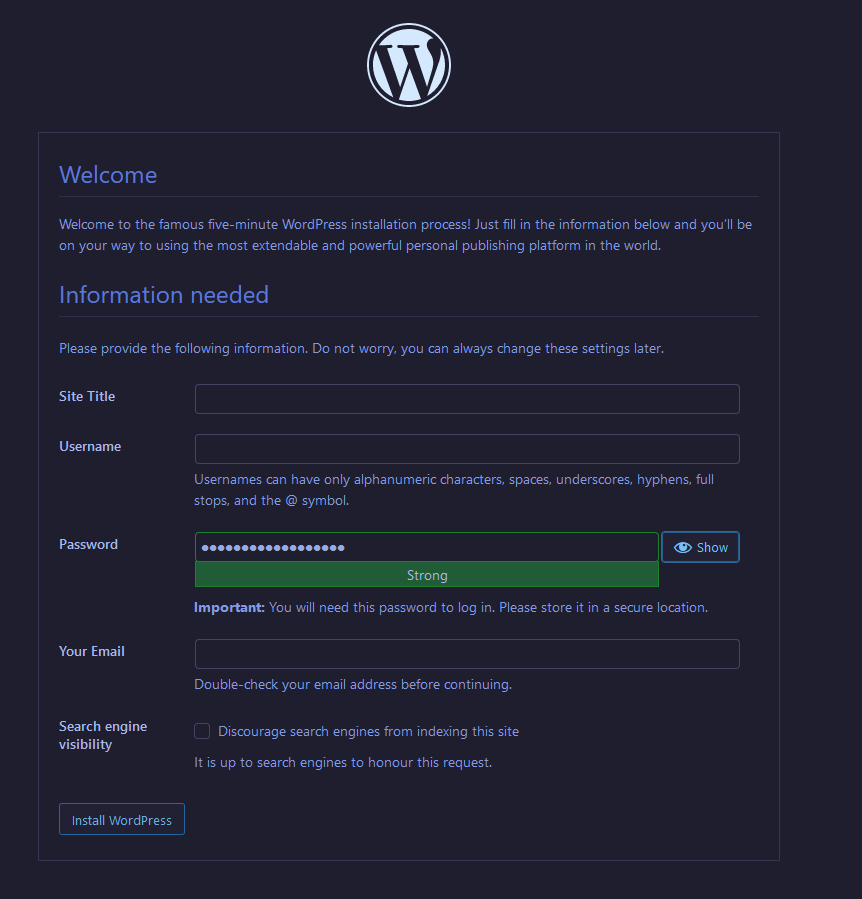 Welcome
Welcome to the famous five-minute WordPress installation process! Just fill in the information below and you'll be
on your way to using the most extendable and powerful personal publishing platform in the world.
Information needed
Please provide the following information. Do not worry, you can always change these settings later.
Site Title
Username
Usernames can have only alphanumeric characters, spaces, underscores, hyphens, full
stops, and the @ symbol.
Password
●●●●●●●●●●●●●●●●●●
Show
Strong
Important: You will need this password to log in. Please store it in a secure location.
Your Email
Double-check your email address before continuing.
Search engine
visibility
Discourage search engines from indexing this site
It is up to search engines to honour this request.
Install WordPress